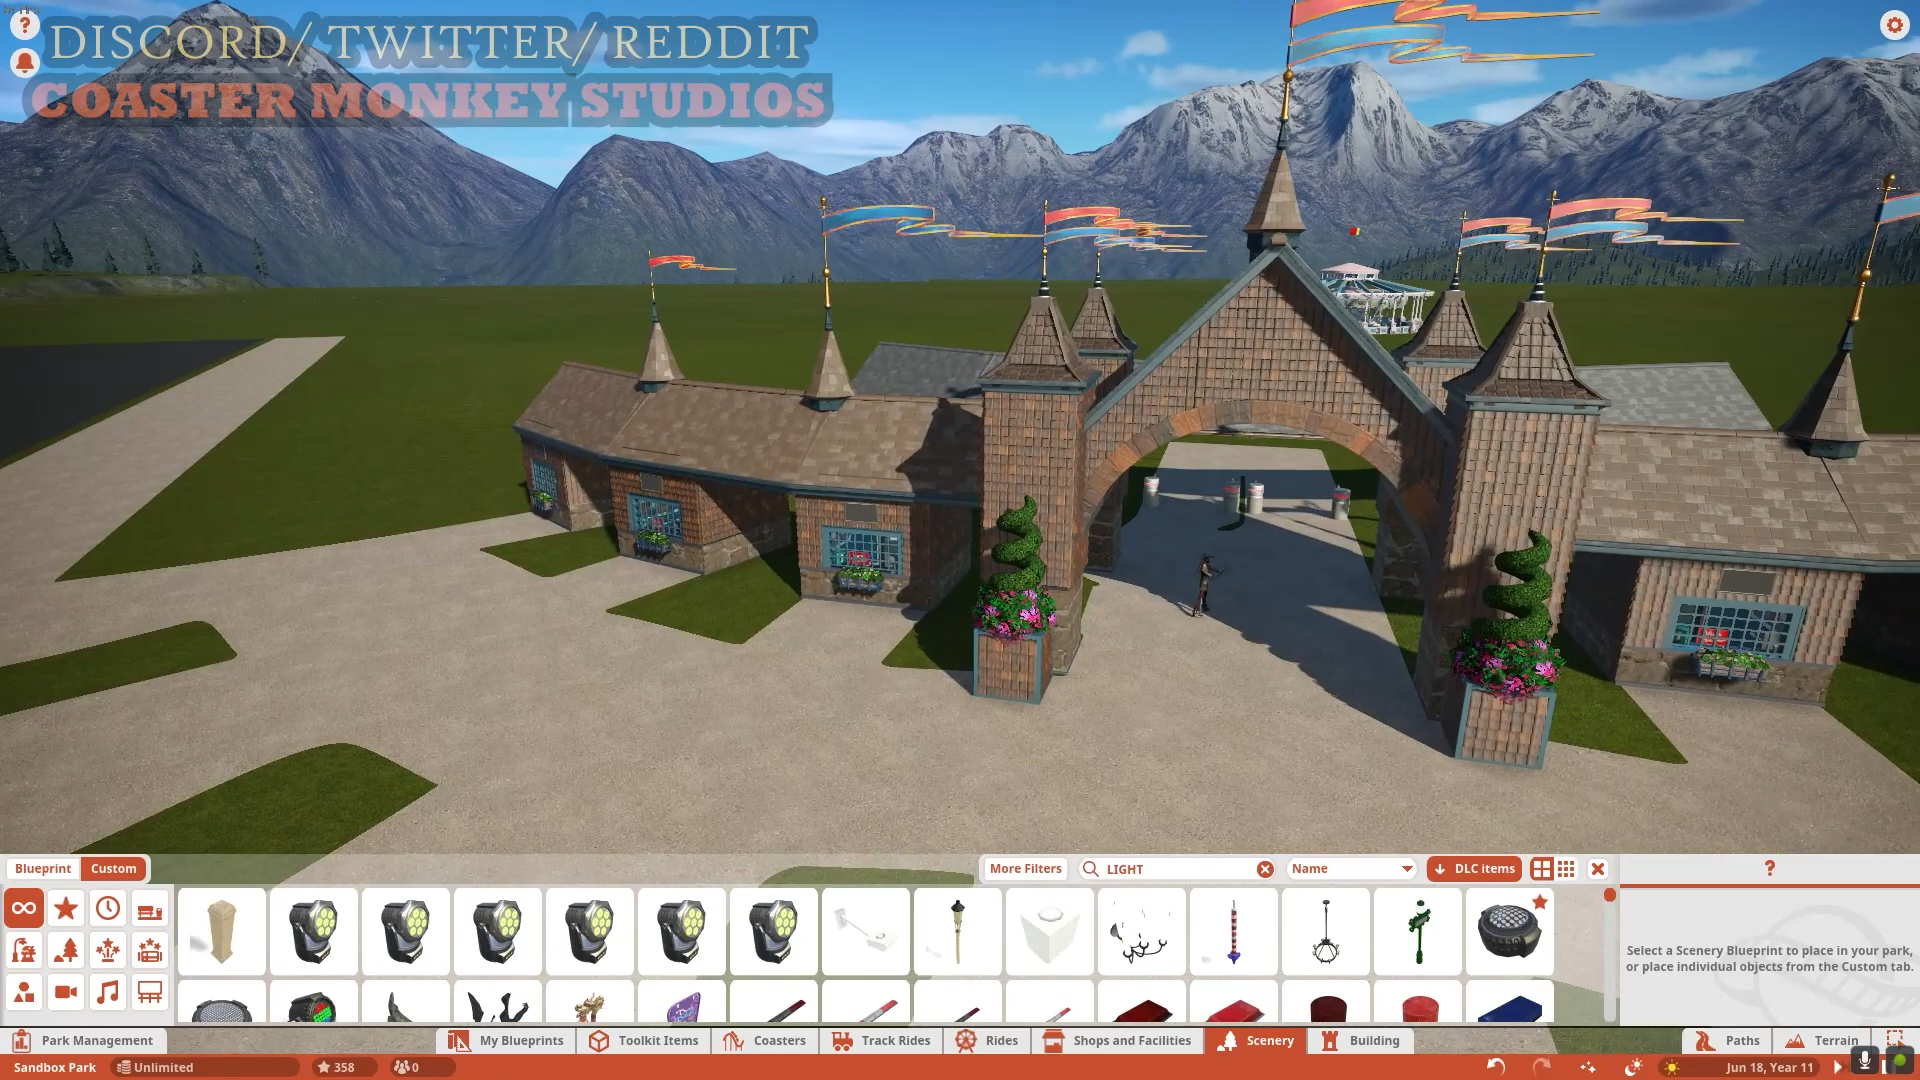 DISCORD/ TWITTER/ REDDIT
COASTER MONKEY STUDIOS
Blueprint
Custom
More Filters
LIGHT
Name
DLC items
?
Select a Scenery Blueprint to place in your park,
or place individual objects from the Custom tab.
Park Management
My Blueprints
Toolkit Items
Coasters
Track Rides
Rides
Shops and Facilities
Scenery
Building
Paths
Terrain
Sandbox Park
Unlimited
358
0
Jun 18, Year 11